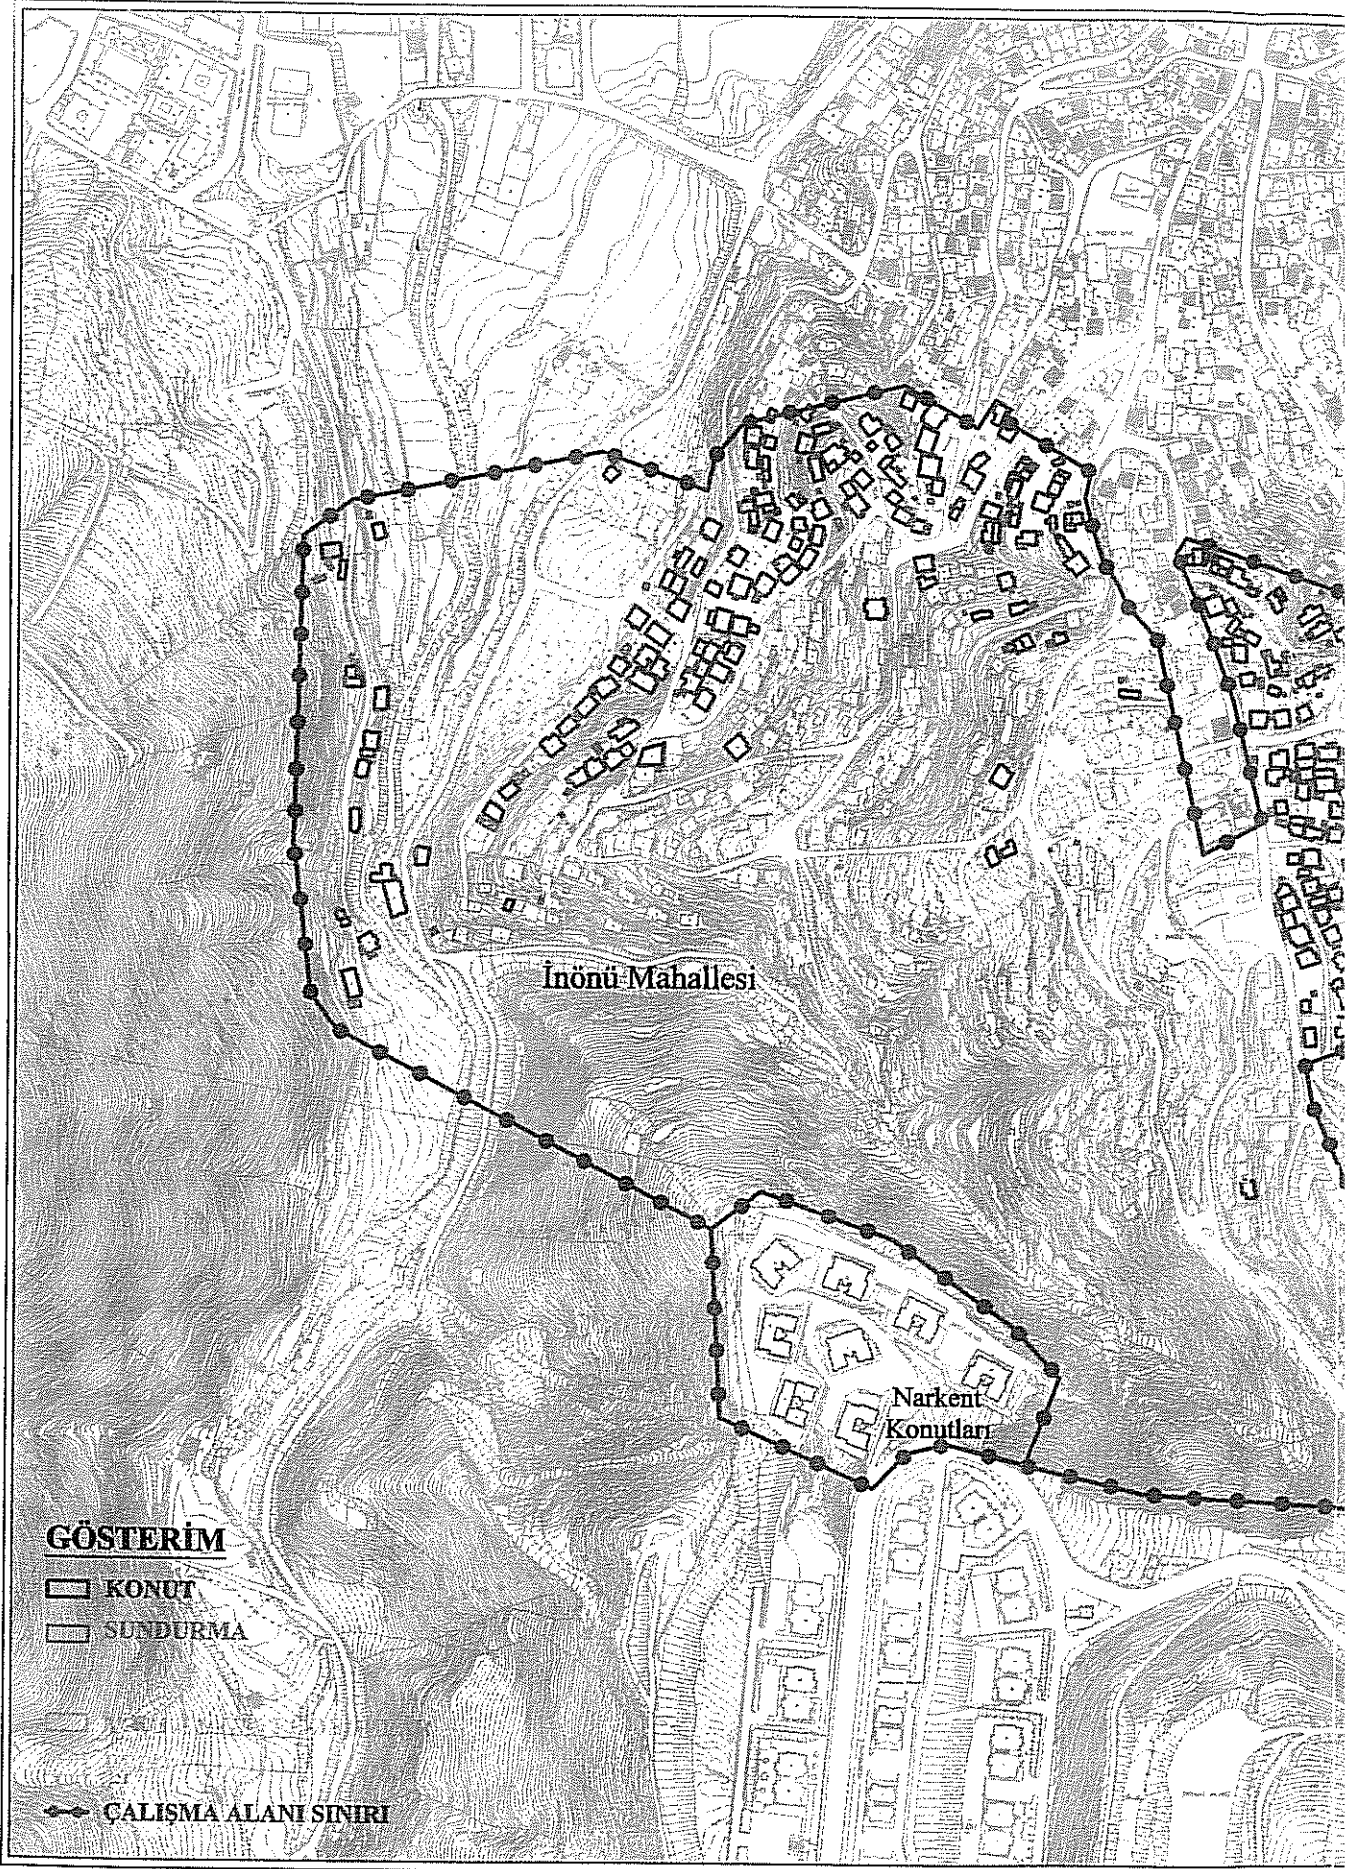 İnönü Mahallesi
Narkent
Konutları
GÖSTERİM
KONUT
SUNDURMA
ÇALIŞMA ALANI SINIRI